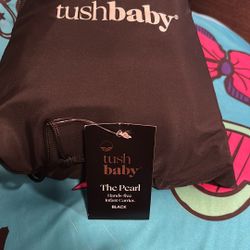 tushbaby
tush
baby
The Pearl
Hands-free
Infant Carrier
BLACK